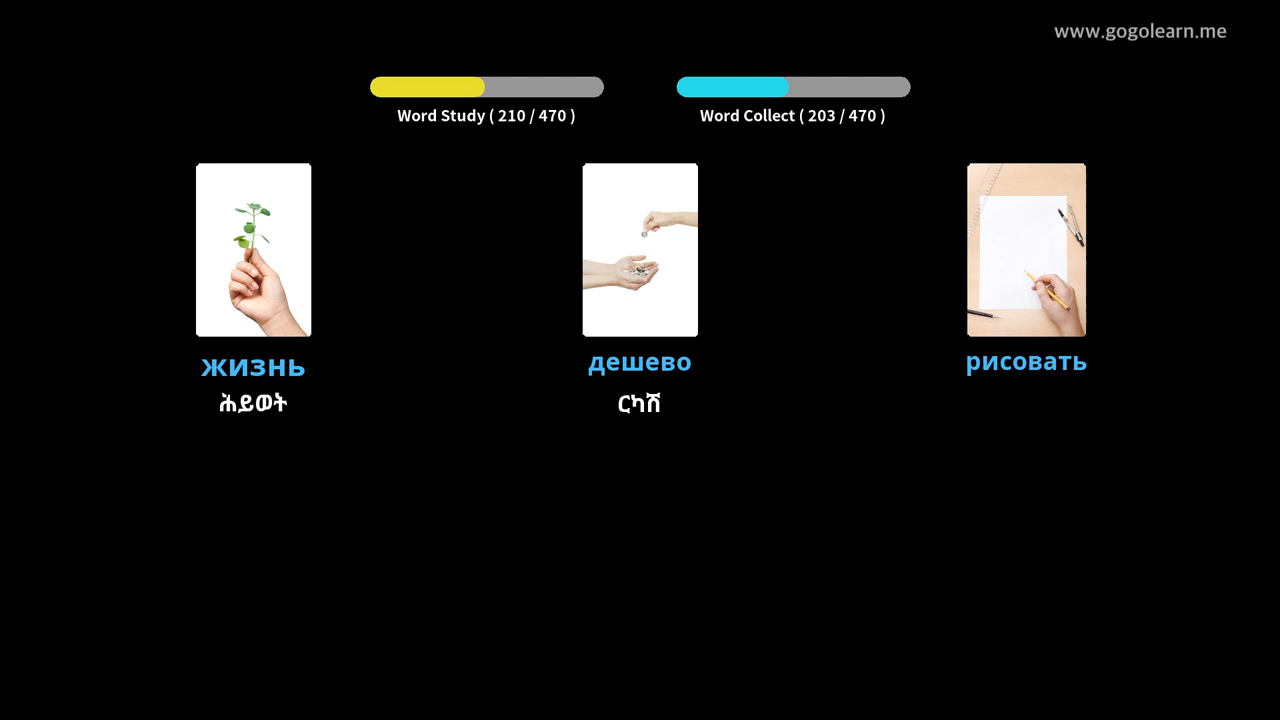 www.gogolearn.me
Word Study ( 210 / 470 )
Word Collect ( 203 / 470 )
жизнь
ሕይወት
дешево
ርካሽ
рисовать